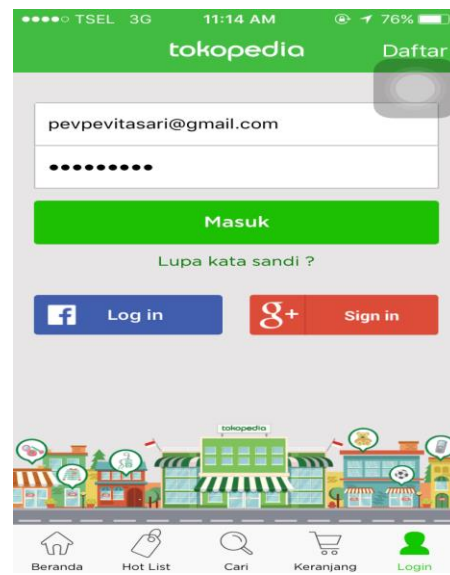 TSEL 3G 11:14 AM 76%
tokopedia Daftar
pevpevitasari@gmail.com
•••••••••
Masuk
Lupa kata sandi ?
f Log in g+ Sign in
tokopedia
Beranda Hot List Cari Keranjang Login